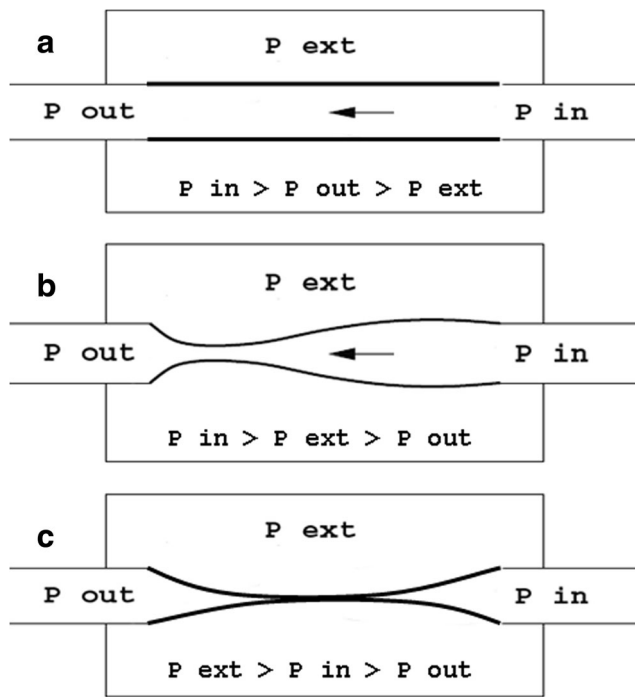 a
P ext
P out
P in
P in > P out > P ext
b
P ext
P out
P in
P in > P ext > P out
c
P ext
P out
P in
P ext > P in > P out